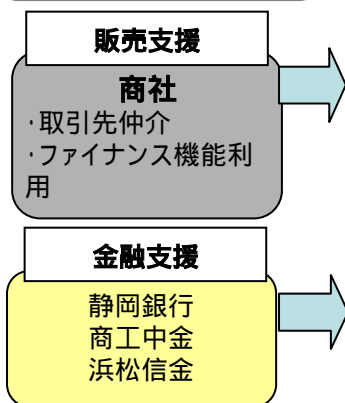 販売支援
商社
・取引先仲介
・ファイナンス機能利
用
金融支援
静岡銀行
商工中金
浜松信金